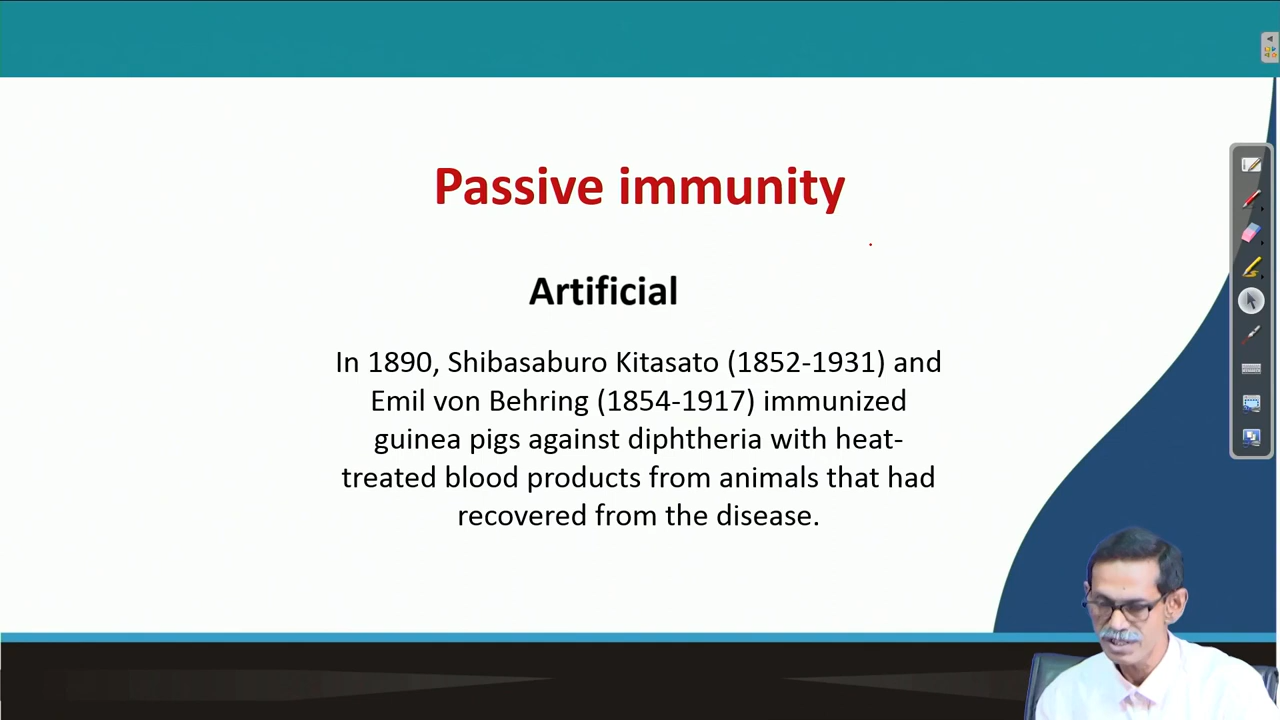 Passive immunity
Artificial
In 1890, Shibasaburo Kitasato (1852-1931) and
Emil von Behring (1854-1917) immunized
guinea pigs against diphtheria with heat-
treated blood products from animals that had
recovered from the disease.